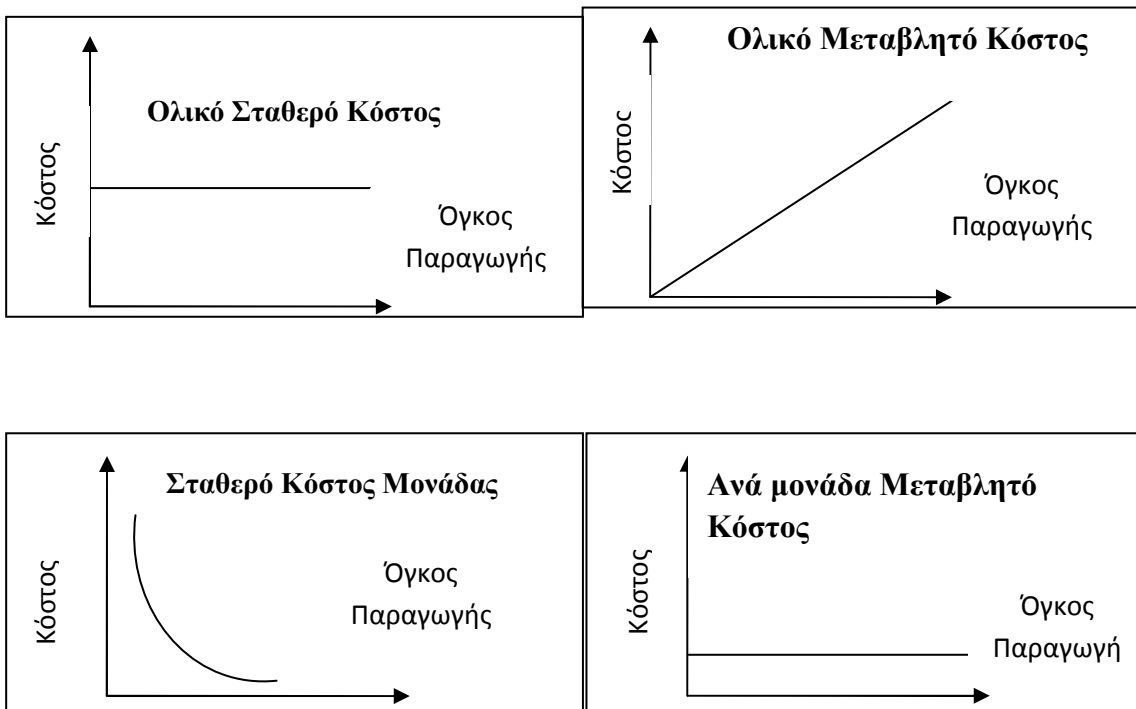 Ολικό Σταθερό Κόστος
Κόστος
Όγκος
Παραγωγής
Ολικό Μεταβλητό Κόστος
Κόστος
Όγκος
Παραγωγής
Σταθερό Κόστος Μονάδας
Κόστος
Όγκος
Παραγωγής
Ανά μονάδα Μεταβλητό
Κόστος
Κόστος
Όγκος
Παραγωγή